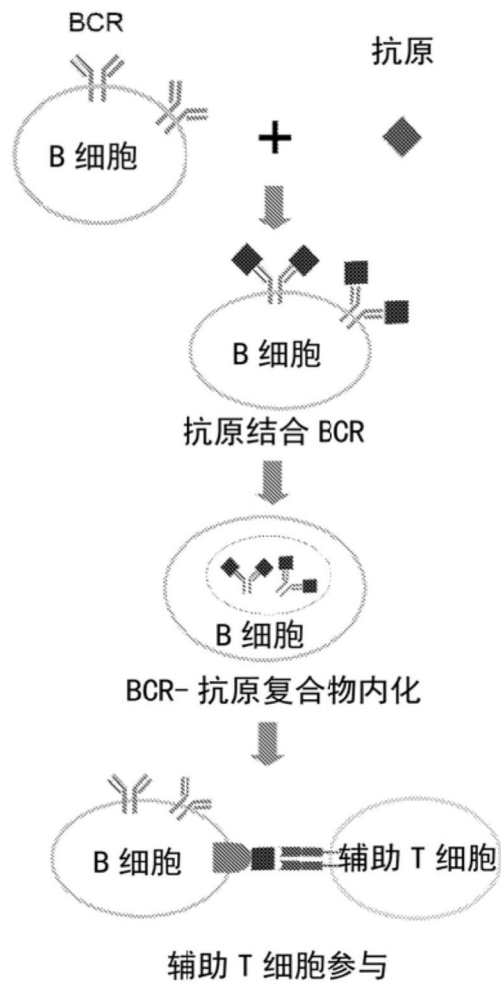 BCR
抗原
B 细胞
B 细胞
抗原结合 BCR
B 细胞
BCR- 抗原复合物内化
B 细胞
辅助 T 细胞
辅助 T 细胞参与